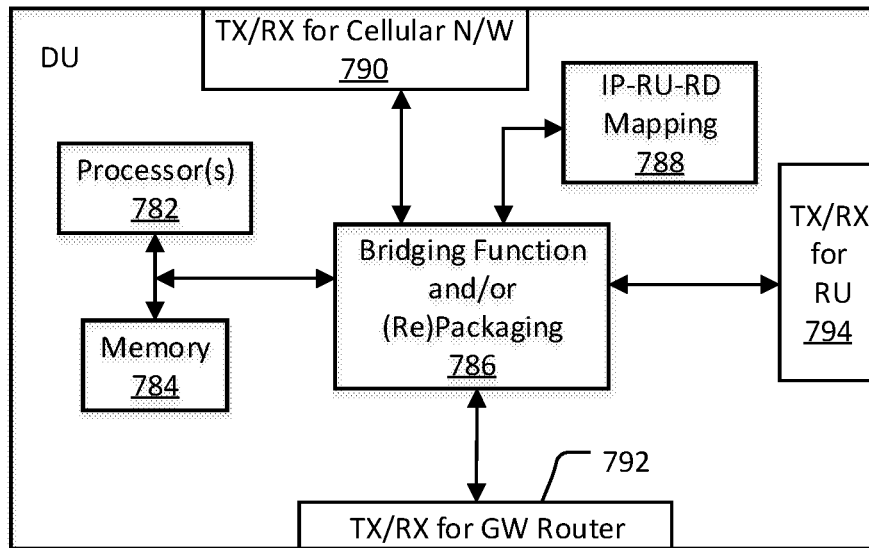 TX/RX for Cellular N/W
790
DU
IP-RU-RD
Mapping
788
Processor(s)
782
TX/RX
for
RU
794
Bridging Function
and/or
(Re)Packaging
786
Memory
784
792
TX/RX for GW Router